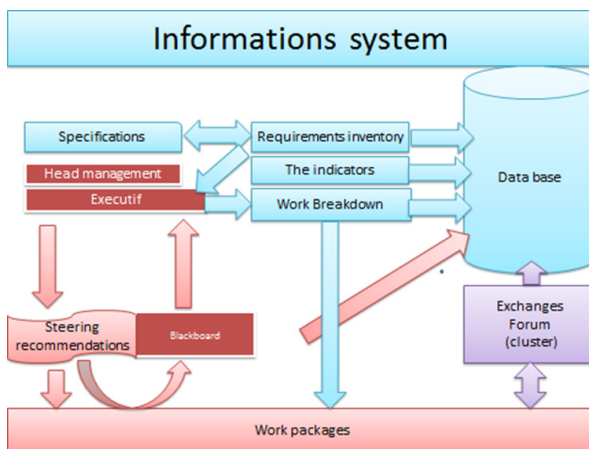 Informations system
Specifications
Requirements inventory
Head management
The indicators
Data base
Executif
Work Breakdown
Steering
recommendations
Blackboard
Exchanges
Forum
(cluster)
Work packages